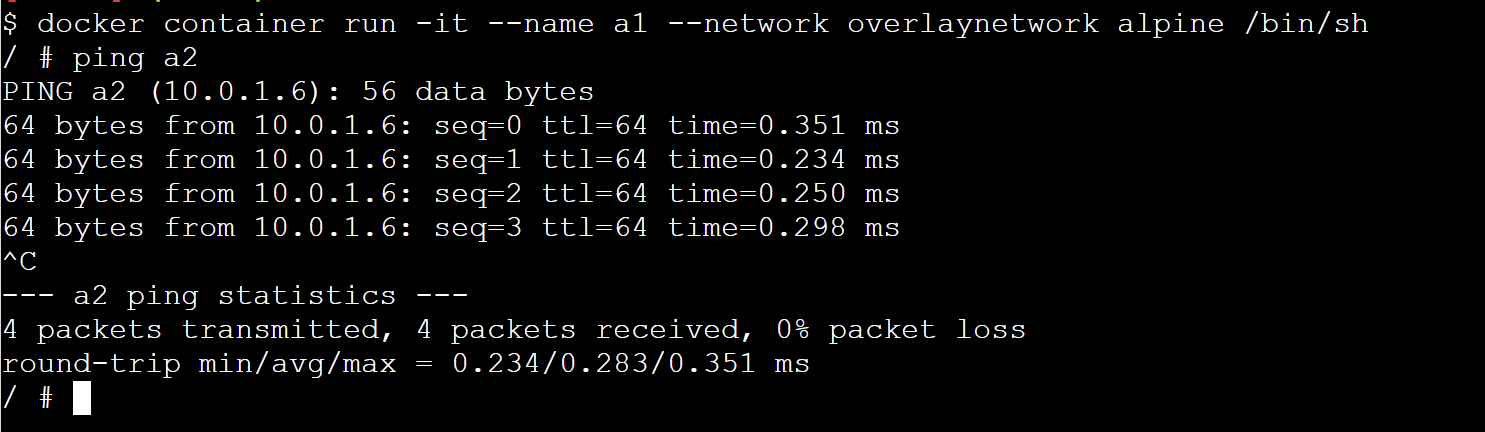 $ docker container run -it --name a1 --network overlaynetwork alpine /bin/sh
/ # ping a2
PING a2 (10.0.1.6): 56 data bytes
64 bytes from 10.0.1.6: seq=0 ttl=64 time=0.351 ms
64 bytes from 10.0.1.6: seq=1 ttl=64 time=0.234 ms
64 bytes from 10.0.1.6: seq=2 ttl=64 time=0.250 ms
64 bytes from 10.0.1.6: seq=3 ttl=64 time=0.298 ms
^C
--- a2 ping statistics ---
4 packets transmitted, 4 packets received, 0% packet loss
round-trip min/avg/max = 0.234/0.283/0.351 ms
/ #